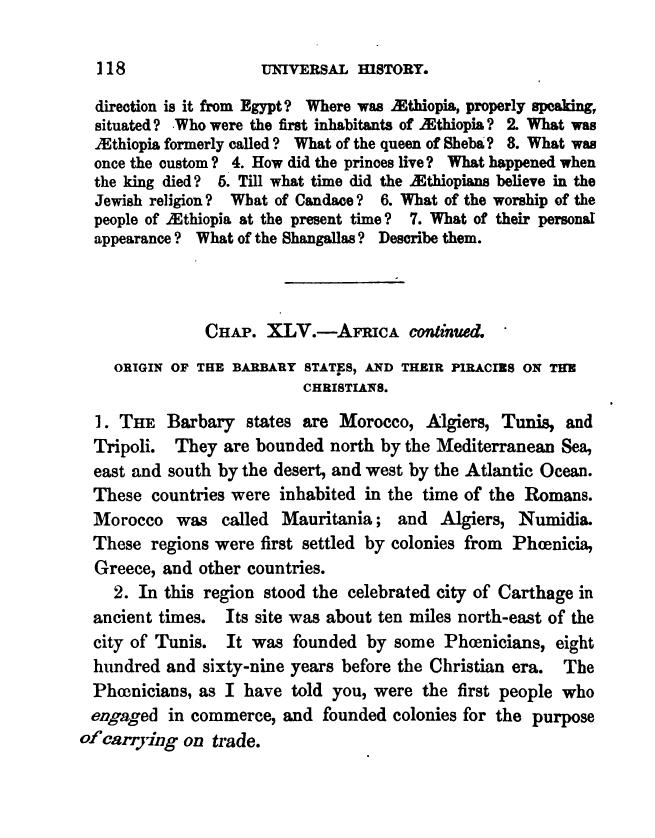 118 UNIVERSAL HISTORY.
direction is it from Egypt? Where was Æthiopia, properly speaking,
situated? Who were the first inhabitants of Æthiopia? 2. What was
Æthiopia formerly called? What of the queen of Sheba? 3. What was
once the custom? 4. How did the princes live? What happened when
the king died? 5. Till what time did the Æthiopians believe in the
Jewish religion? What of Candace? 6. What of the worship of the
people of Æthiopia at the present time? 7. What of their personal
appearance? What of the Shangallas? Describe them.
CHAP. XLV.—AFRICA continued.
ORIGIN OF THE BARBARY STATES, AND THEIR PIRACIES ON THE
CHRISTIANS.
1. THE Barbary states are Morocco, Algiers, Tunis, and
Tripoli. They are bounded north by the Mediterranean Sea,
east and south by the desert, and west by the Atlantic Ocean.
These countries were inhabited in the time of the Romans.
Morocco was called Mauritania; and Algiers, Numidia.
These regions were first settled by colonies from Phœnicia,
Greece, and other countries.
2. In this region stood the celebrated city of Carthage in
ancient times. Its site was about ten miles north-east of the
city of Tunis. It was founded by some Phœnicians, eight
hundred and sixty-nine years before the Christian era. The
Phœnicians, as I have told you, were the first people who
engaged in commerce, and founded colonies for the purpose
of carrying on trade.